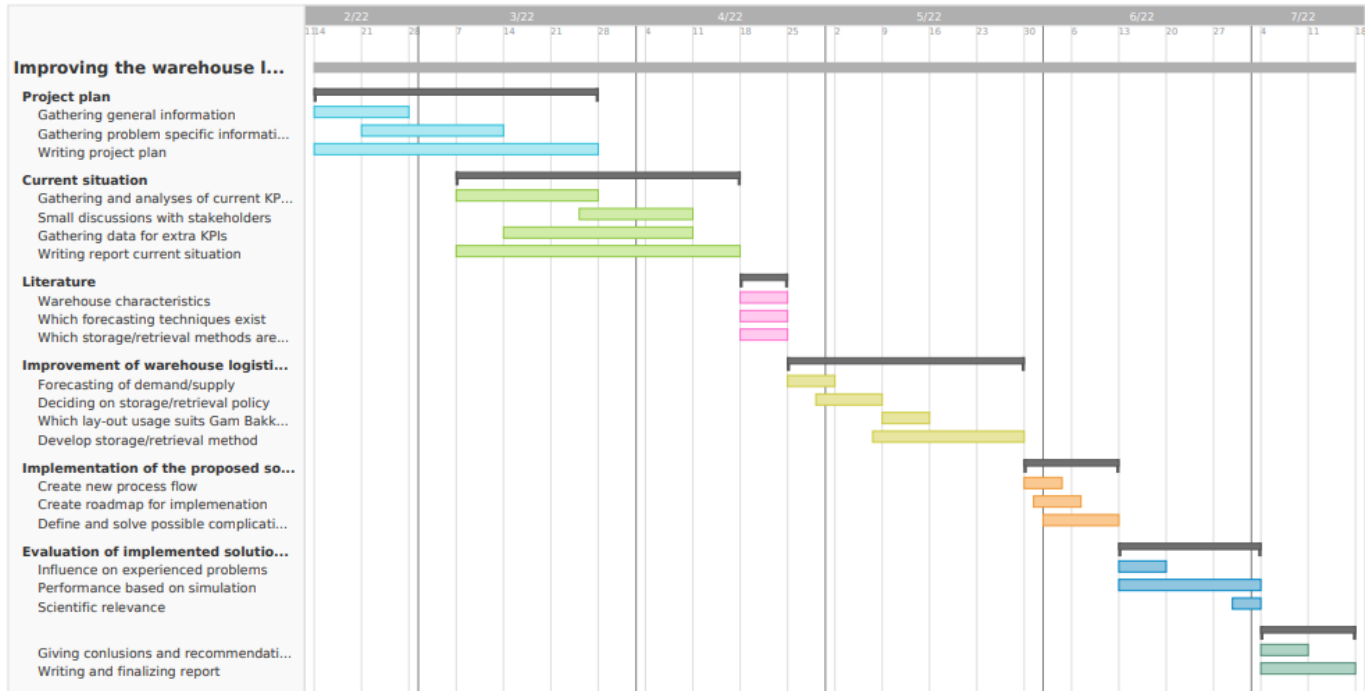 2/22 3/22 4/22 5/22 6/22 7/22
11 14 21 28 7 14 21 28 4 11 18 25 2 9 16 23 30 6 13 20 27 4 11 18
Improving the warehouse l...
Project plan
Gathering general information
Gathering problem specific informati...
Writing project plan
Current situation
Gathering and analyses of current KP...
Small discussions with stakeholders
Gathering data for extra KPIs
Writing report current situation
Literature
Warehouse characteristics
Which forecasting techniques exist
Which storage/retrieval methods are...
Improvement of warehouse logisti...
Forecasting of demand/supply
Deciding on storage/retrieval policy
Which lay-out usage suits Gam Bakk...
Develop storage/retrieval method
Implementation of the proposed so...
Create new process flow
Create roadmap for implemenation
Define and solve possible complicati...
Evaluation of implemented solutio...
Influence on experienced problems
Performance based on simulation
Scientific relevance
Giving conlusions and recommendati...
Writing and finalizing report